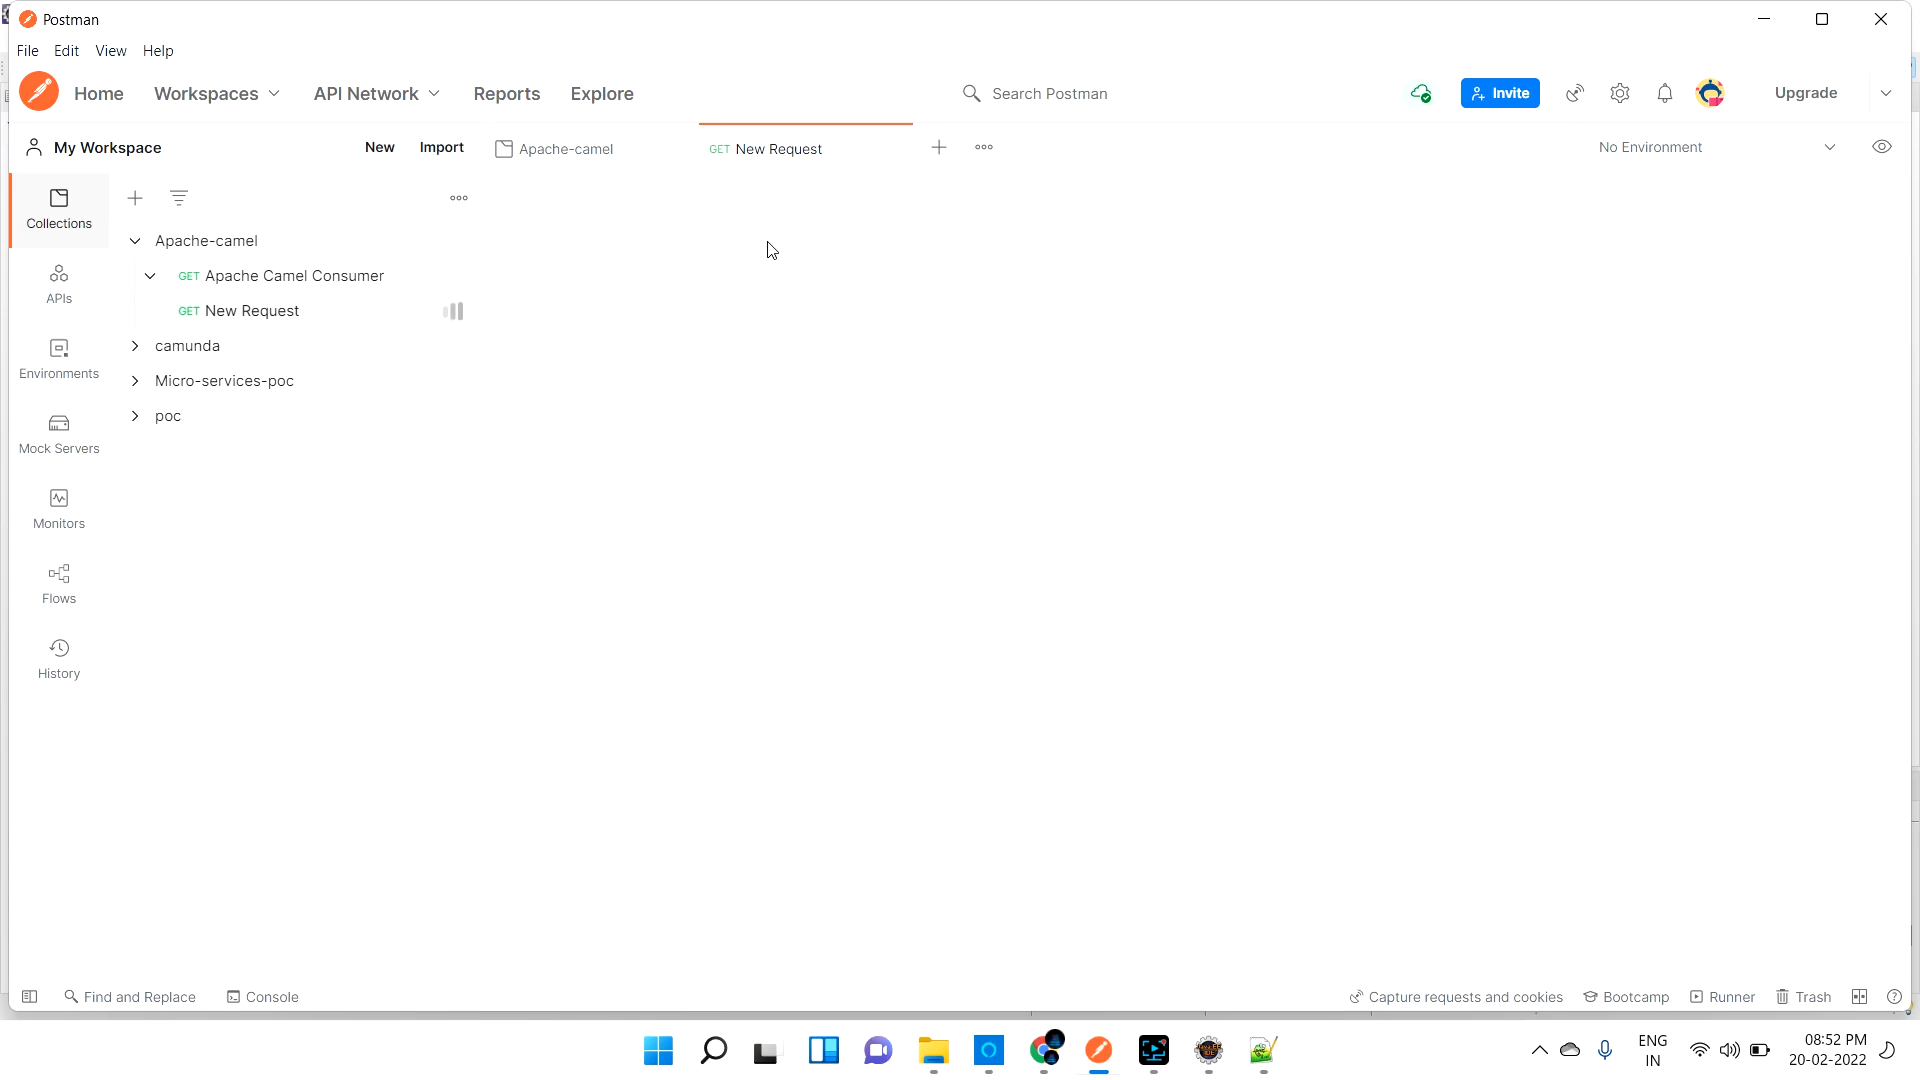 Postman
File Edit View Help
Home Workspaces API Network Reports Explore Search Postman Invite Upgrade
My Workspace New Import Apache-camel GET New Request No Environment
Collections
Apache-camel
GET Apache Camel Consumer
APIs
GET New Request
camunda
Environments
Micro-services-poc
poc
Mock Servers
Monitors
Flows
History
Find and Replace Console Capture requests and cookies Bootcamp Runner Trash
ENG 08:52 PM
IN 20-02-2022